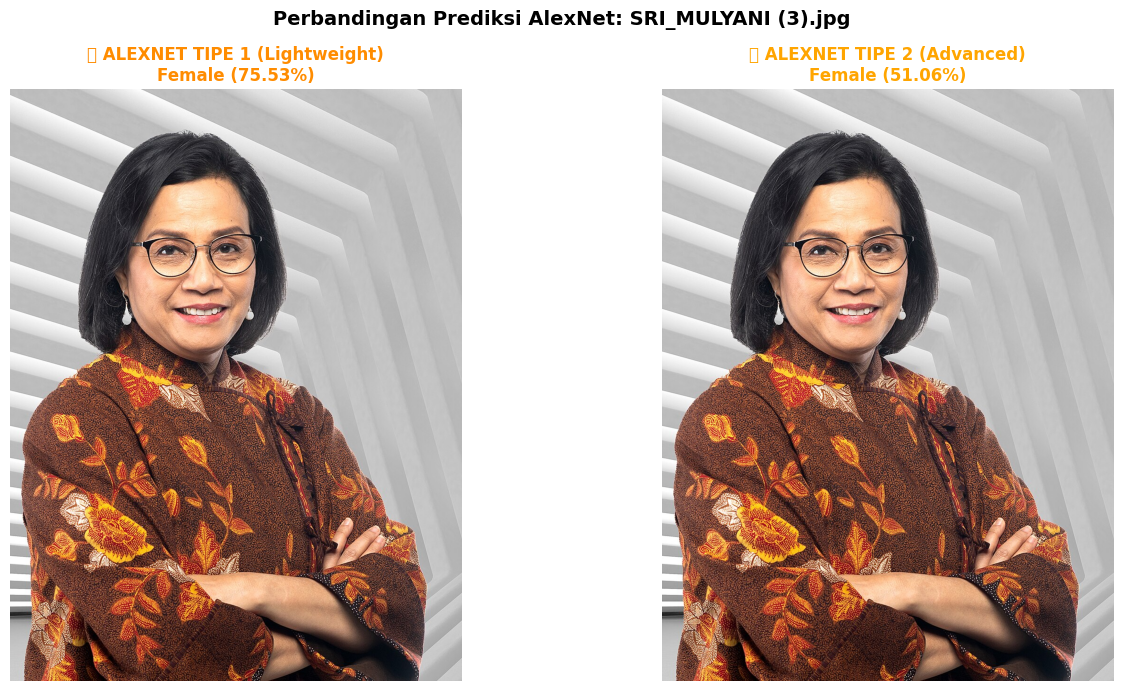 Perbandingan Prediksi AlexNet: SRI_MULYANI (3).jpg
ALEXNET TIPE 1 (Lightweight)
Female (75.53%)
ALEXNET TIPE 2 (Advanced)
Female (51.06%)